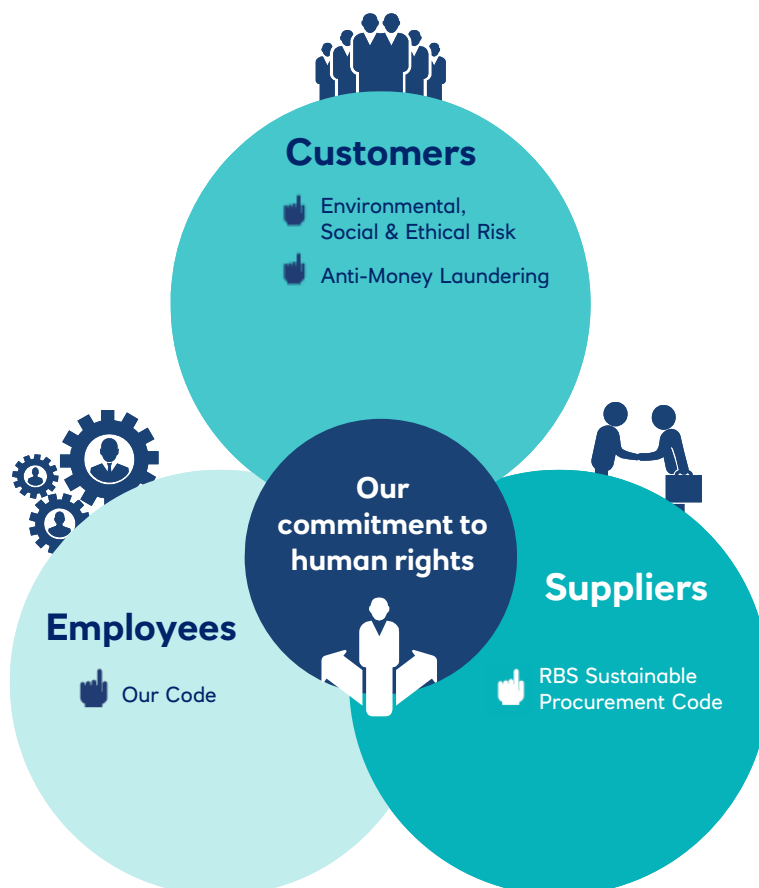 Customers
Environmental,
Social & Ethical Risk
Anti-Money Laundering
Our
commitment to
human rights
Employees
Our Code
Suppliers
RBS Sustainable
Procurement Code